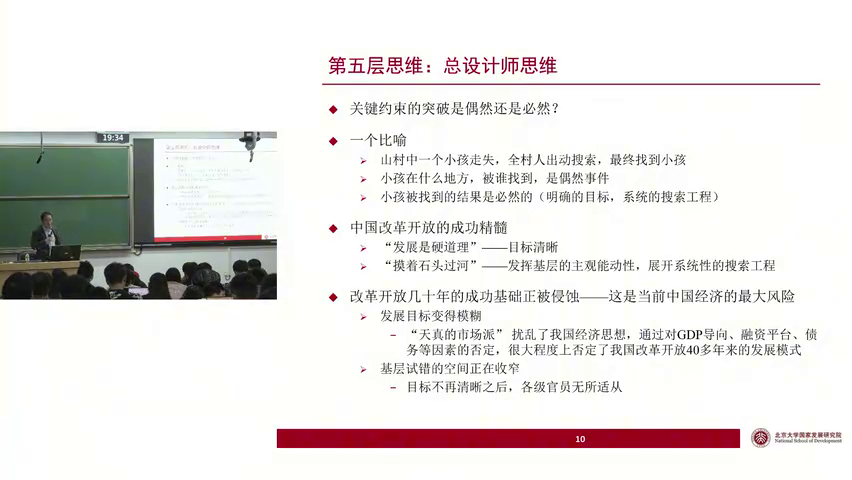 第五层思维：总设计师思维
关键约束的突破是偶然还是必然？
一个比喻
山村中一个小孩走失，全村人出动搜索，最终找到小孩
小孩在什么地方，被谁找到，是偶然事件
小孩被找到的结果是必然的（明确的目标，系统的搜索工程）
中国改革开放的成功精髓
“发展是硬道理”——目标清晰
“摸着石头过河”——发挥基层的主观能动性，展开系统性的搜索工程
改革开放几十年的成功基础正被侵蚀——这是当前中国经济的最大风险
发展目标变得模糊
– “天真的市场派” 扰乱了我国经济思想，通过对GDP导向、融资平台、债
务等因素的否定，很大程度上否定了我国改革开放40多年来的发展模式
基层试错的空间正在收窄
– 目标不再清晰之后，各级官员无所适从
19:34
10
北京大学国家发展研究院
National School of Development